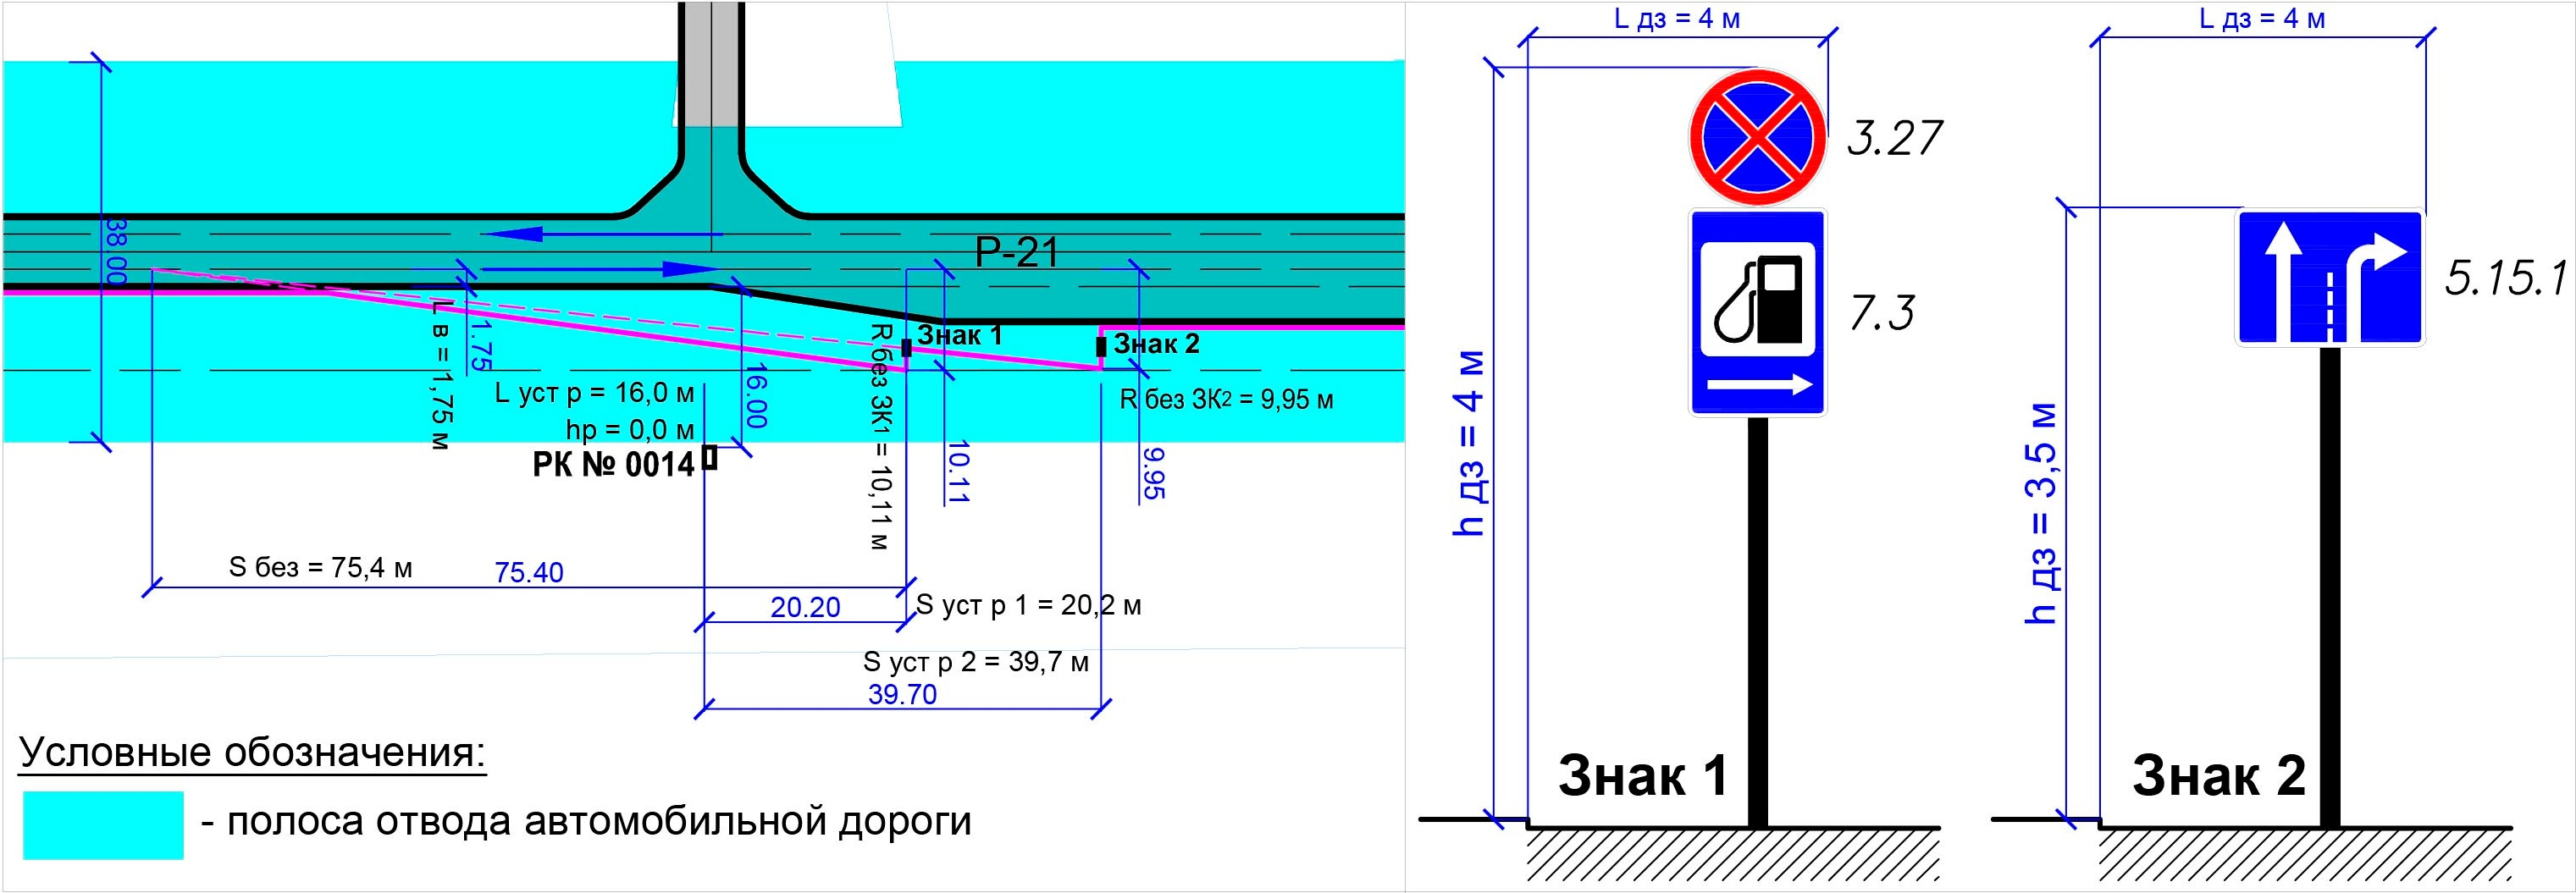 38.00
Р-21
L в = 1,75 м
1.75
L уст р = 16,0 м
hр = 0,0 м
РК № 0014
16.00
R без ЗК1 = 10,11 м
Знак 1
10.11
Знак 2
R без ЗК2 = 9,95 м
9.95
S без = 75,4 м
75.40
20.20
S уст р 1 = 20,2 м
S уст р 2 = 39,7 м
39.70
Условные обозначения:
- полоса отвода автомобильной дороги
L дз = 4 м
3.27
7.3
h дз = 4 м
Знак 1
L дз = 4 м
5.15.1
h дз = 3,5 м
Знак 2